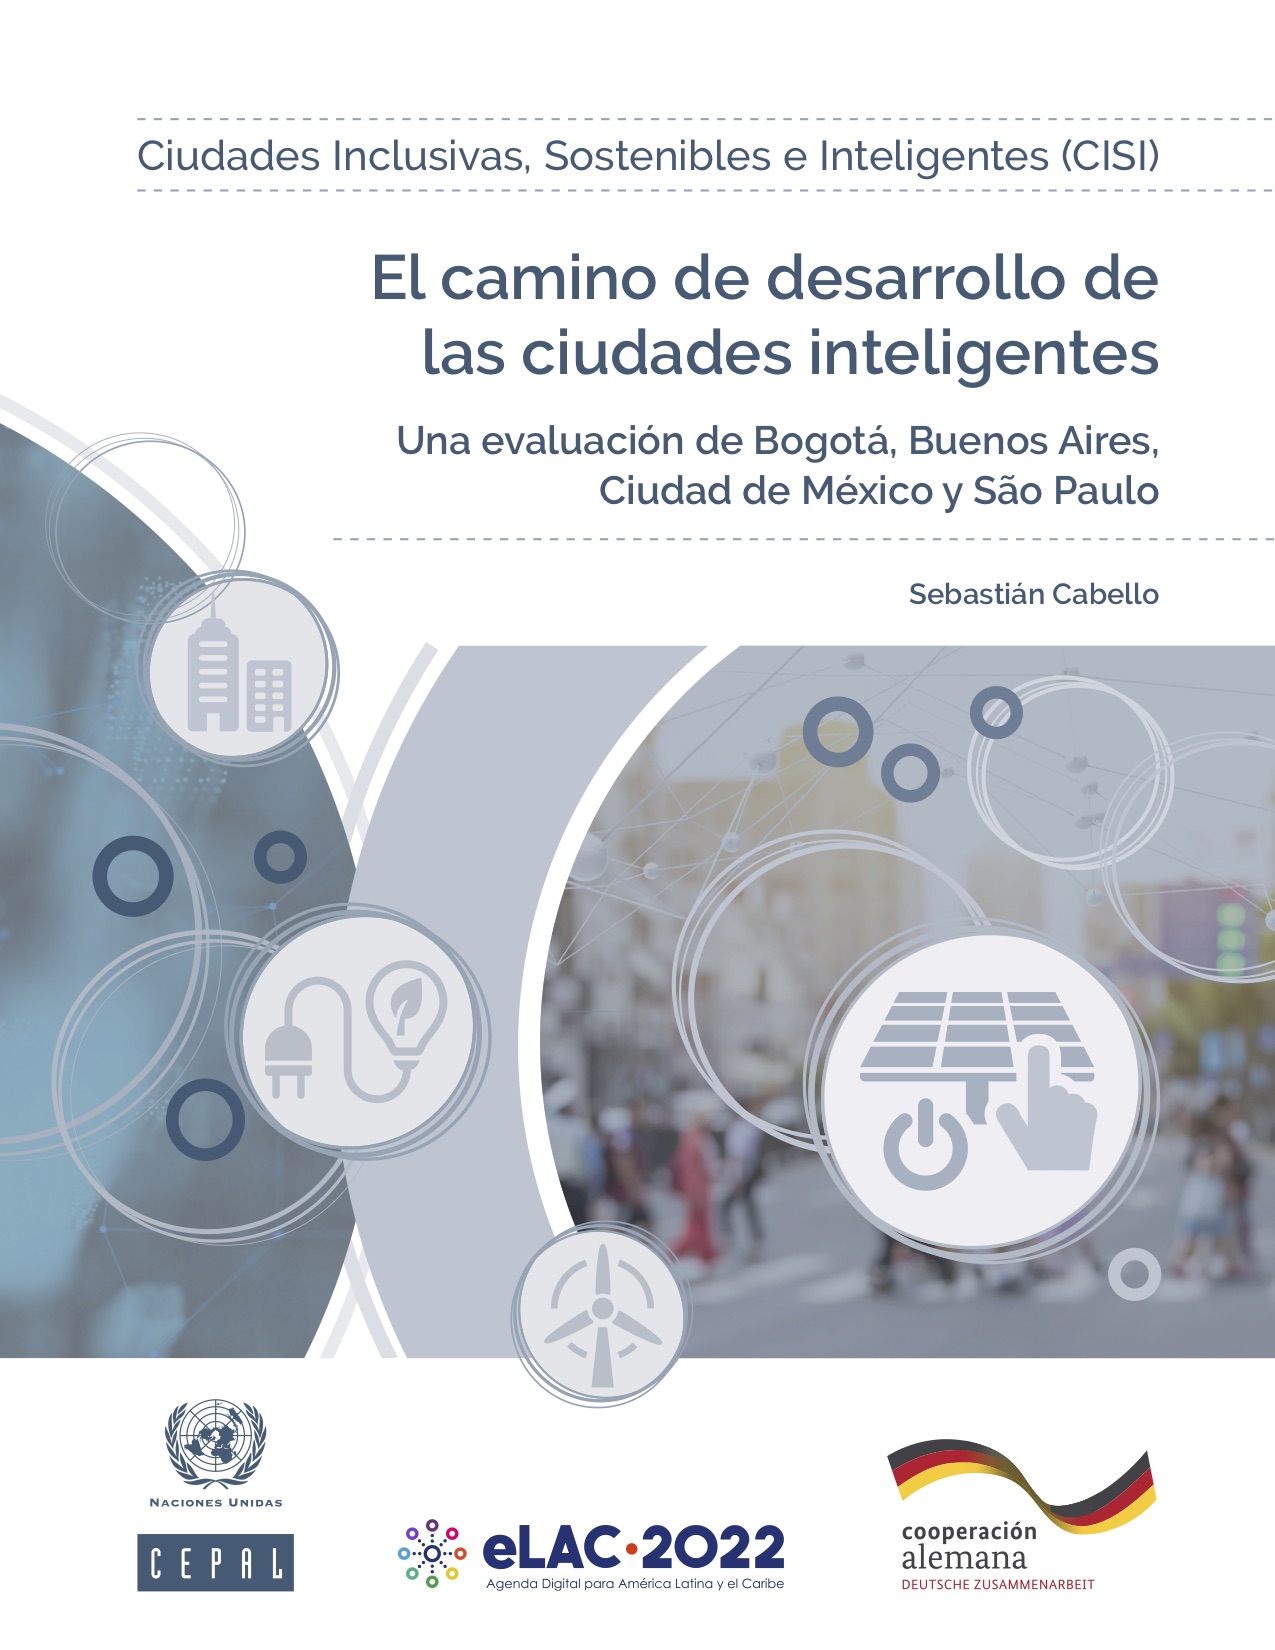 Ciudades Inclusivas, Sostenibles e Inteligentes (CISI)
El camino de desarrollo de
las ciudades inteligentes
Una evaluación de Bogotá, Buenos Aires,
Ciudad de México y São Paulo
Sebastián Cabello
NACIONES UNIDAS
CEPAL
eLAC•2022
Agenda Digital para América Latina y el Caribe
cooperación
alemana
DEUTSCHE ZUSAMMENARBEIT